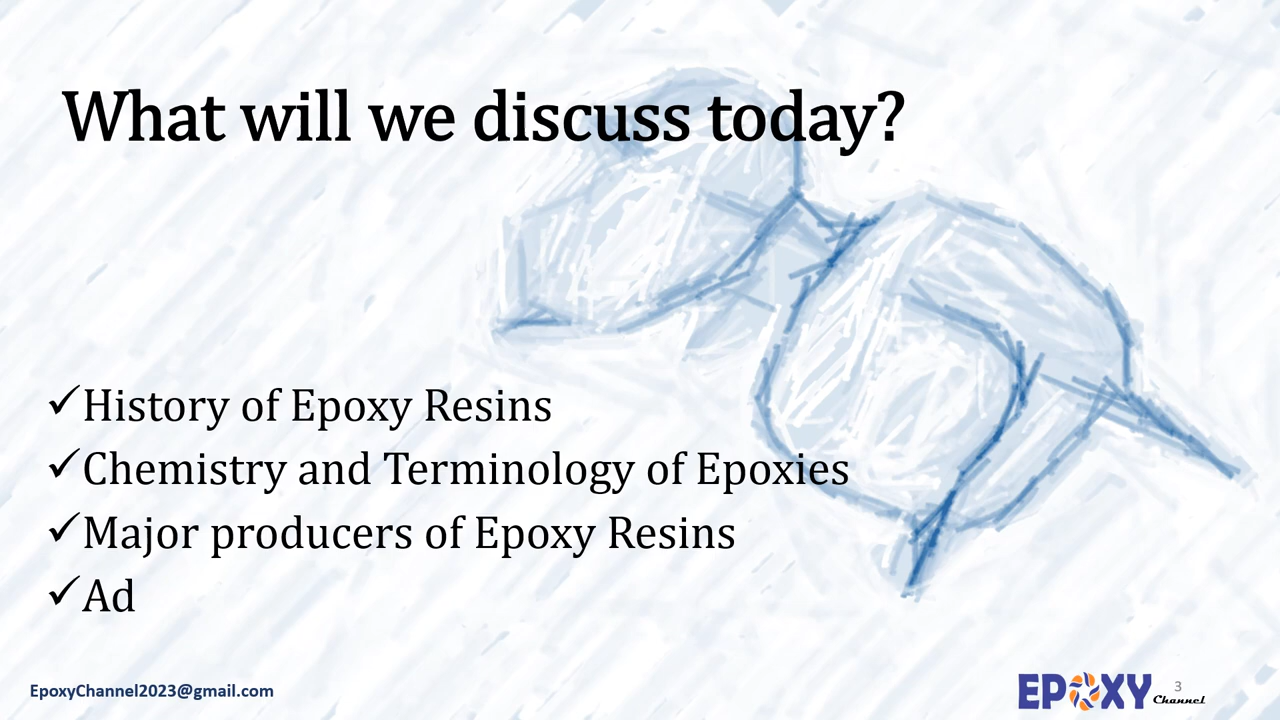 What will we discuss today?
✓History of Epoxy Resins
✓Chemistry and Terminology of Epoxies
✓Major producers of Epoxy Resins
✓Ad
EpoxyChannel2023@gmail.com
EPOXY Channel
3